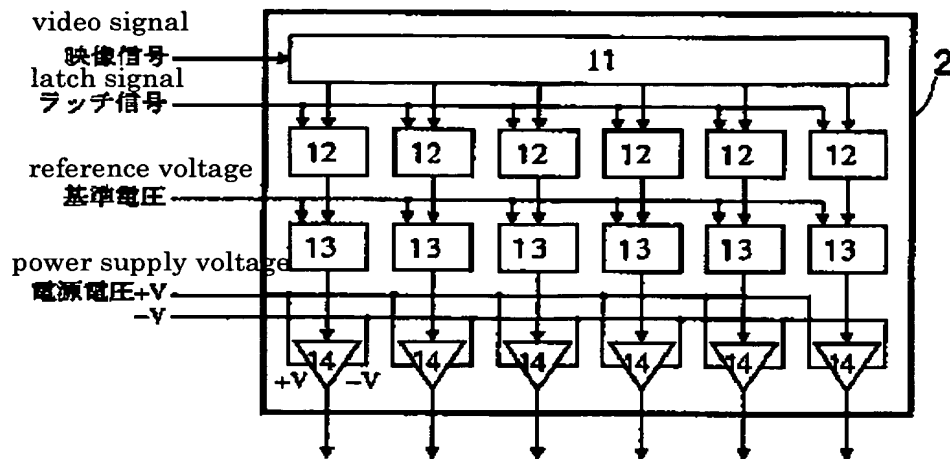 video signal
映像信号
11
2
latch signal
ラッチ信号
12 12 12 12 12 12
reference voltage
基準電圧
13 13 13 13 13 13
power supply voltage
電源電圧+V
-V
14 14 14 14 14 14
+V -V